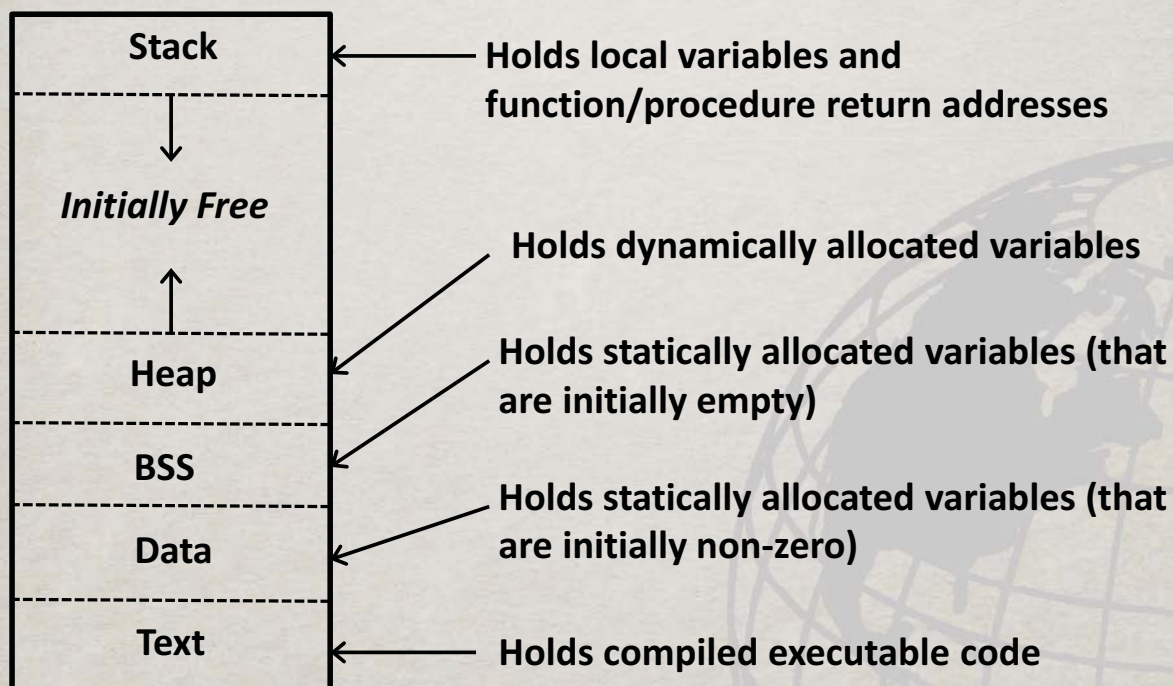 Stack
Holds local variables and
function/procedure return addresses
Initially Free
Holds dynamically allocated variables
Heap
Holds statically allocated variables (that
are initially empty)
BSS
Holds statically allocated variables (that
are initially non-zero)
Data
Text
Holds compiled executable code